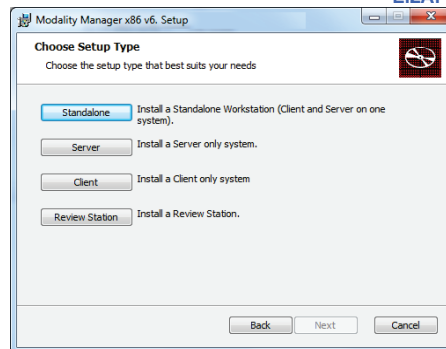 Modality Manager x86 v6. Setup
Choose Setup Type
Choose the setup type that best suits your needs
Standalone Install a Standalone Workstation (Client and Server on one
system).
Server Install a Server only system.
Client Install a Client only system
Review Station Install a Review Station.
Back Next Cancel